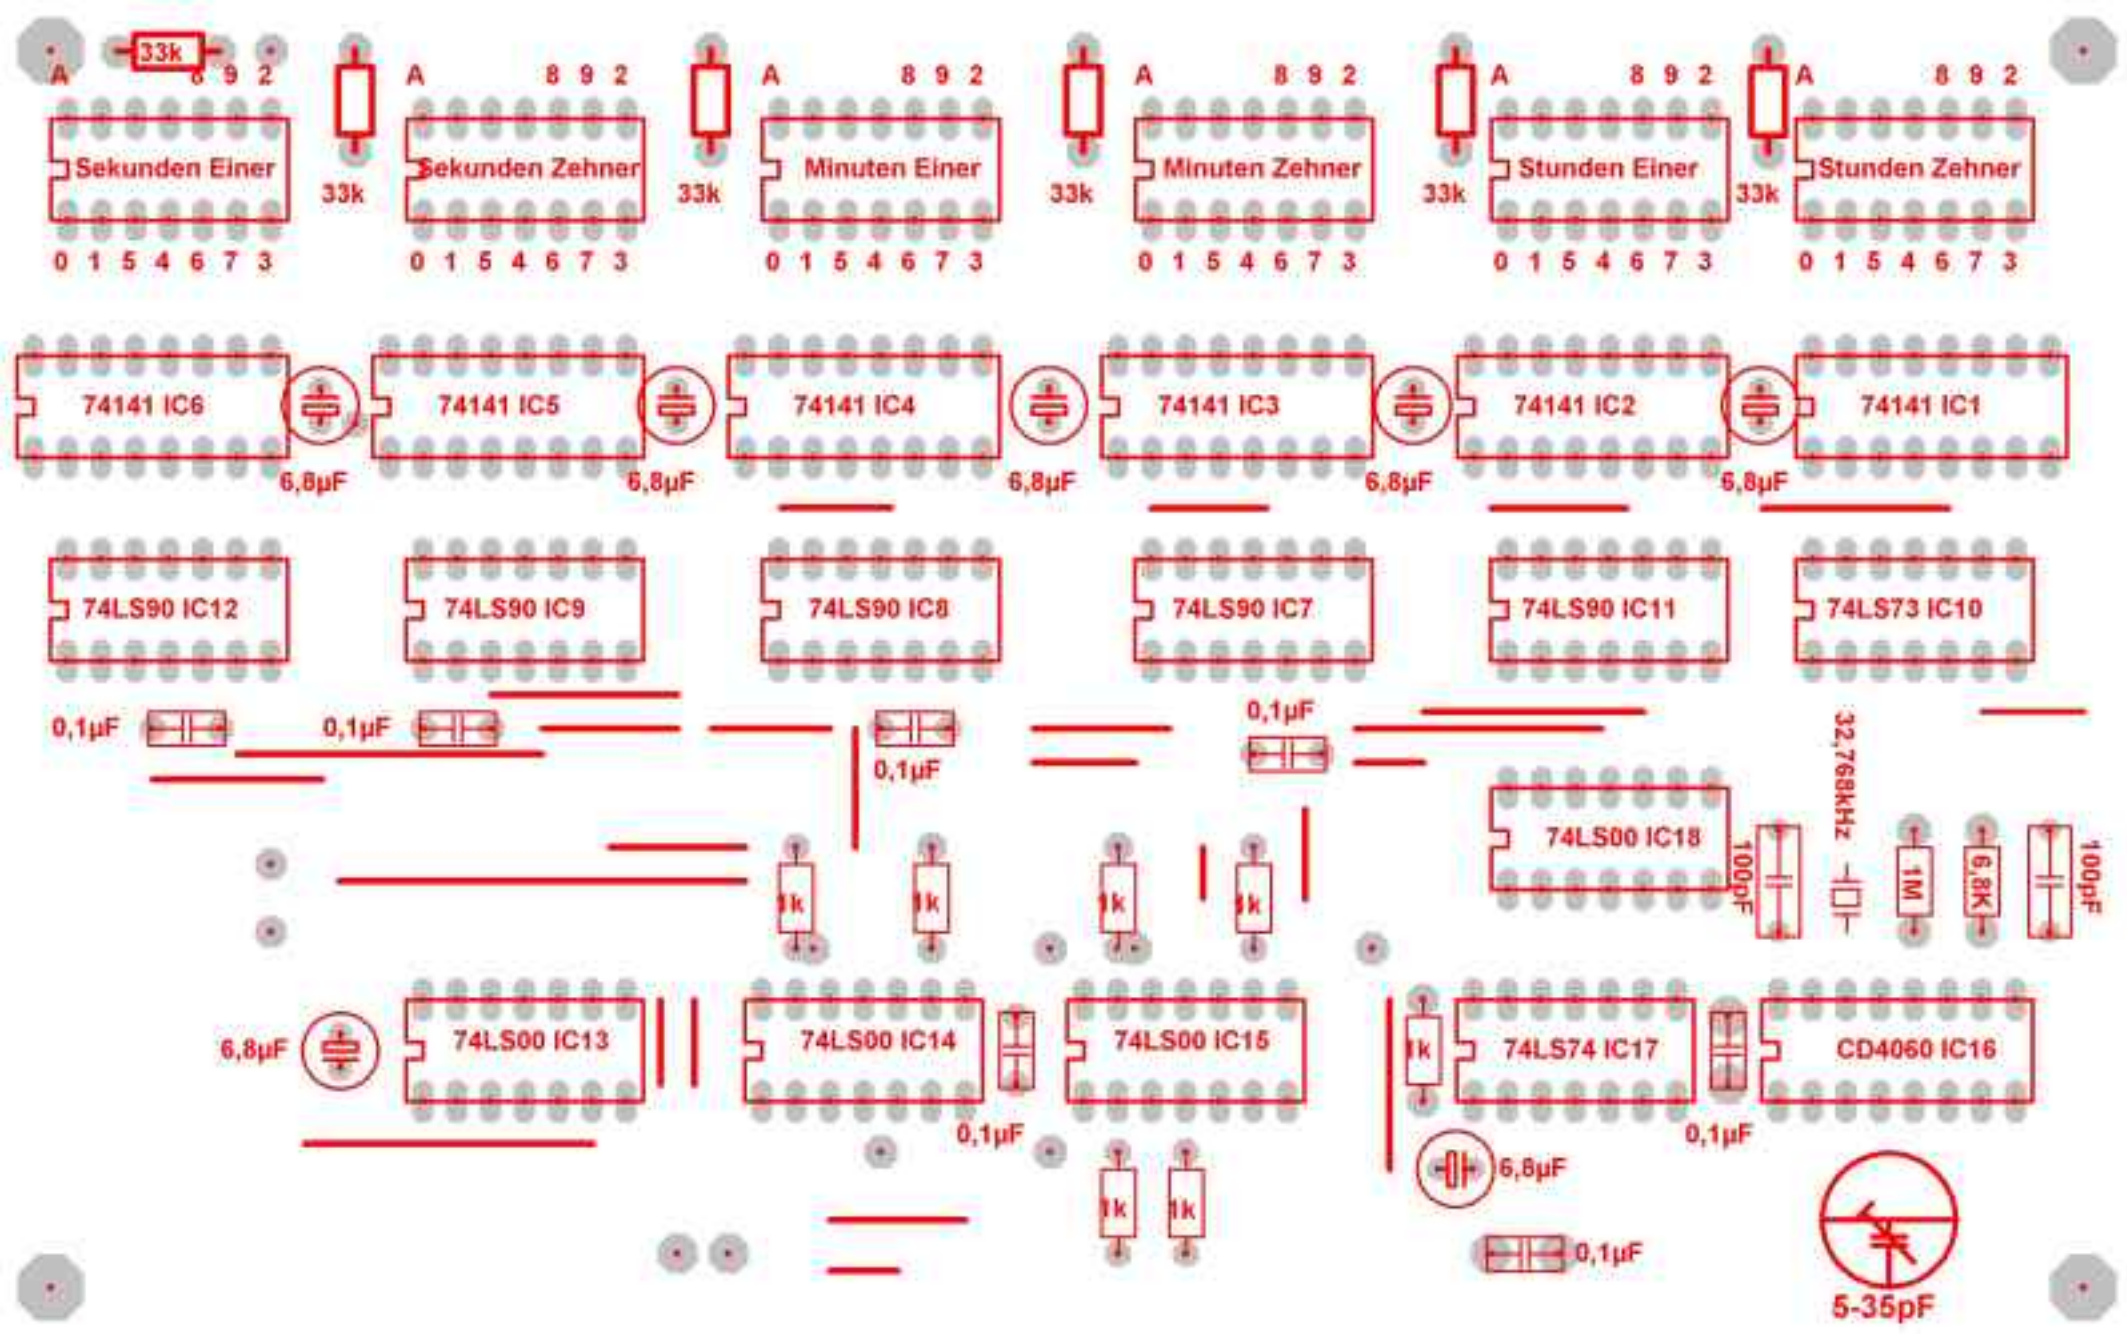 33k
A 8 9 2 A 8 9 2 A 8 9 2 A 8 9 2 A 8 9 2 A 8 9 2
Sekunden Einer Sekunden Zehner Minuten Einer Minuten Zehner Stunden Einer Stunden Zehner
33k 33k 33k 33k 33k
0 1 5 4 6 7 3 0 1 5 4 6 7 3 0 1 5 4 6 7 3 0 1 5 4 6 7 3 0 1 5 4 6 7 3 0 1 5 4 6 7 3
74141 IC6 74141 IC5 74141 IC4 74141 IC3 74141 IC2 74141 IC1
6,8µF 6,8µF 6,8µF 6,8µF 6,8µF
74LS90 IC12 74LS90 IC9 74LS90 IC8 74LS90 IC7 74LS90 IC11 74LS73 IC10
0,1µF 0,1µF 0,1µF 0,1µF
32,768kHz
74LS00 IC18
100pF 1M 6,8K 100pF
1k 1k 1k 1k
6,8µF 74LS00 IC13 74LS00 IC14 74LS00 IC15 1k 74LS74 IC17 CD4060 IC16
0,1µF 0,1µF
6,8µF
1k 1k
0,1µF
5-35pF